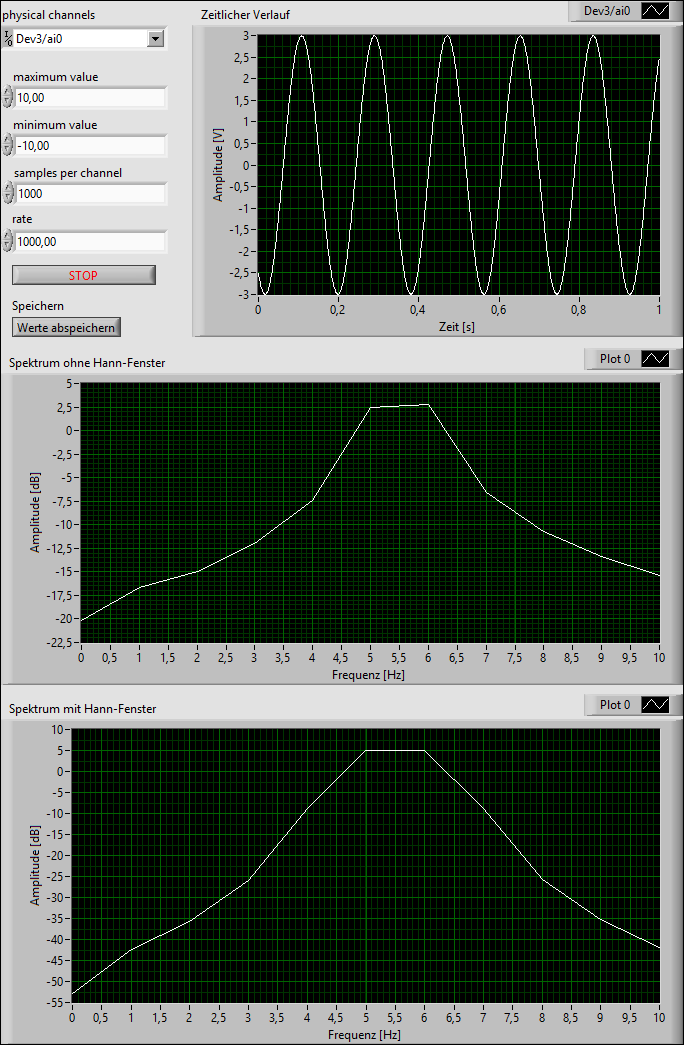 physical channels
Dev3/ai0
maximum value
10,00
minimum value
-10,00
samples per channel
1000
rate
1000,00
STOP
Speichern
Werte abspeichern
Zeitlicher Verlauf
Dev3/ai0
Amplitude [V]
3
2,5
2
1,5
1
0,5
0
-0,5
-1
-1,5
-2
-2,5
-3
0 0,2 0,4 0,6 0,8 1
Zeit [s]
Spektrum ohne Hann-Fenster
Plot 0
Amplitude [dB]
5
2,5
0
-2,5
-5
-7,5
-10
-12,5
-15
-17,5
-20
-22,5
0 0,5 1 1,5 2 2,5 3 3,5 4 4,5 5 5,5 6 6,5 7 7,5 8 8,5 9 9,5 10
Frequenz [Hz]
Spektrum mit Hann-Fenster
Plot 0
Amplitude [dB]
10
5
0
-5
-10
-15
-20
-25
-30
-35
-40
-45
-50
-55
0 0,5 1 1,5 2 2,5 3 3,5 4 4,5 5 5,5 6 6,5 7 7,5 8 8,5 9 9,5 10
Frequenz [Hz]